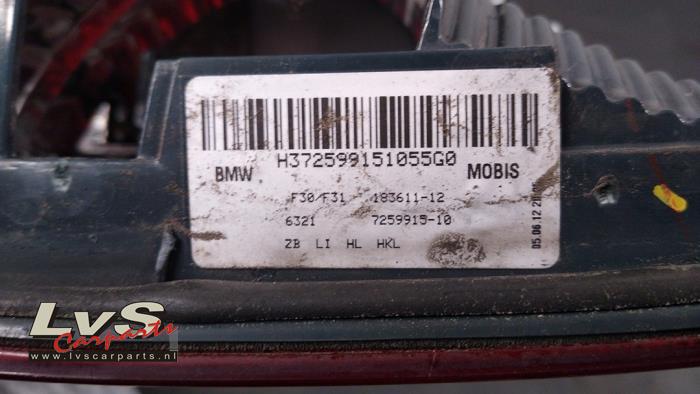 H372599151055G0
BMW MOBIS
F30/F31 183611-12
6321 7259915-10
ZB LI HL HKL
05.06.12
LvS
Carparts
www.lvscarparts.nl